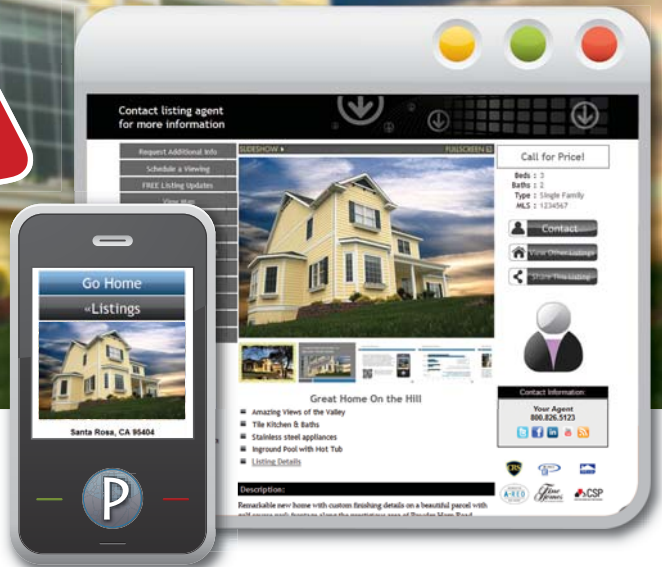 Contact listing agent
for more information
Request Additional Info
Schedule a Viewing
FREE Listing Updates
View Map
SLIDESHOW
FULLSCREEN
Call for Price!
Beds : 3
Baths : 2
Type : Single Family
MLS : 1234567
Contact
View Other Listings
Share This Listing
Great Home On the Hill
Amazing Views of the Valley
Tile Kitchen & Baths
Stainless steel appliances
Inground Pool with Hot Tub
Listing Details
Description:
Remarkable new home with custom finishing details on a beautiful parcel with
Contact Information:
Your Agent
800.826.5123
CRS
Fine
Homes
CSP
Go Home
«Listings
Santa Rosa, CA 95404
P